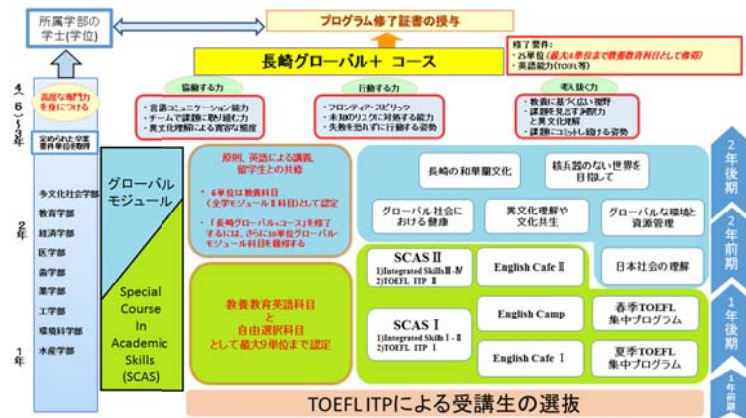 所属学部の
学士(学位)
プログラム修了証書の授与
長崎グローバル＋ コース
修了要件：
・25単位(最大4単位まで教養教育科目として修得)
・英語能力(TOEFL等)
4(6)～3年
高度な専門力
を身につける
定められた卒業
要件単位を取得
協働する力
・言語コミュニケーション能力
・チームで課題に取り組む力
・異文化理解による寛容な態度
行動する力
・フロンティア・スピリック
・未知のリスクに対処する能力
・失敗を恐れずに行動する姿勢
考え抜く力
・教養に基づく広い視野
・課題を見出す洞察力
と異文化理解
・課題にコミットし続ける姿勢
2年
1年
多文化社会学部
教育学部
経済学部
医学部
歯学部
薬学部
工学部
環境科学部
水産学部
グローバル
モジュール
Special
Course
In
Academic
Skills
(SCAS)
原則、英語による講義、
留学生との共修
・ 6単位は教養科目
(全学モジュールⅡ科目)として認定
・ 「長崎グローバル+コース」を修了
するには、さらに10単位グローバル・
モジュール科目を履修する
教養教育英語科目
と
自由選択科目
として最大9単位まで認定
長崎の和華蘭文化
核兵器のない世界を
目指して
グローバル社会に
おける健康
異文化理解や
文化共生
グローバルな環境と
資源管理
SCAS Ⅱ
1)Integrated SkillsⅢ-Ⅳ
2)TOEFL ITP Ⅱ
English Cafe Ⅱ
日本社会の理解
SCAS Ⅰ
1)Integrated SkillsⅠ-Ⅱ
2)TOEFL ITP Ⅰ
English Camp
春季TOEFL
集中プログラム
English Cafe Ⅰ
夏季TOEFL
集中プログラム
2年後期
2年前期
1年後期
1年前期
TOEFL ITPによる受講生の選抜